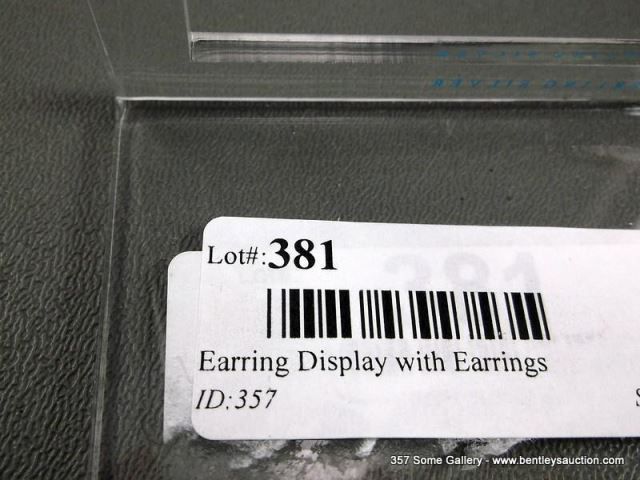 Lot#:381
Earring Display with Earrings
ID:357
357 Some Gallery - www.bentleysauction.com